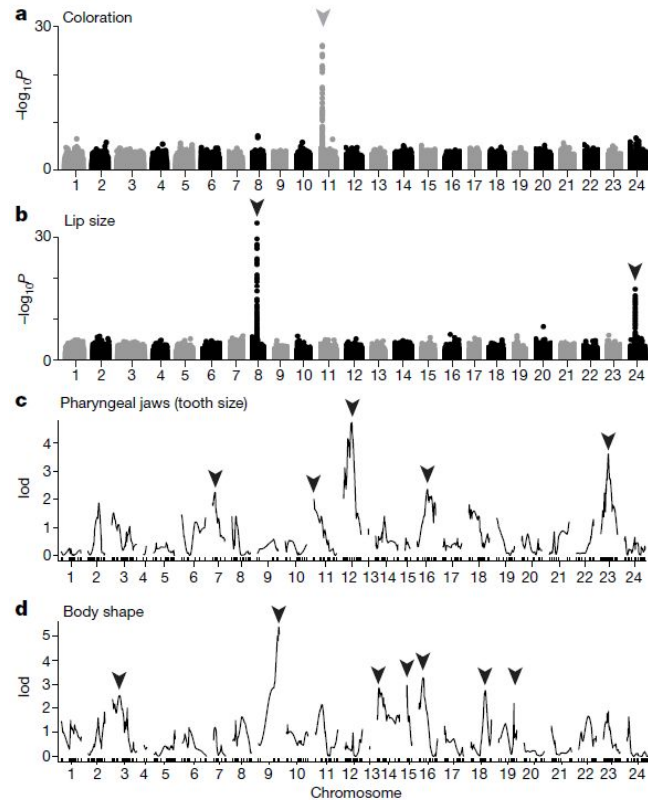 a Coloration
30
-log₁₀P
0
1 2 3 4 5 6 7 8 9 10 11 12 13 14 15 16 17 18 19 20 21 22 23 24
b Lip size
30
-log₁₀P
0
1 2 3 4 5 6 7 8 9 10 11 12 13 14 15 16 17 18 19 20 21 22 23 24
c Pharyngeal jaws (tooth size)
4
3
lod
2
1
0
1 2 3 4 5 6 7 8 9 10 11 12 13 14 15 16 17 18 19 20 21 22 23 24
d Body shape
5
4
3
lod
2
1
0
1 2 3 4 5 6 7 8 9 10 11 12 13 14 15 16 17 18 19 20 21 22 23 24
Chromosome